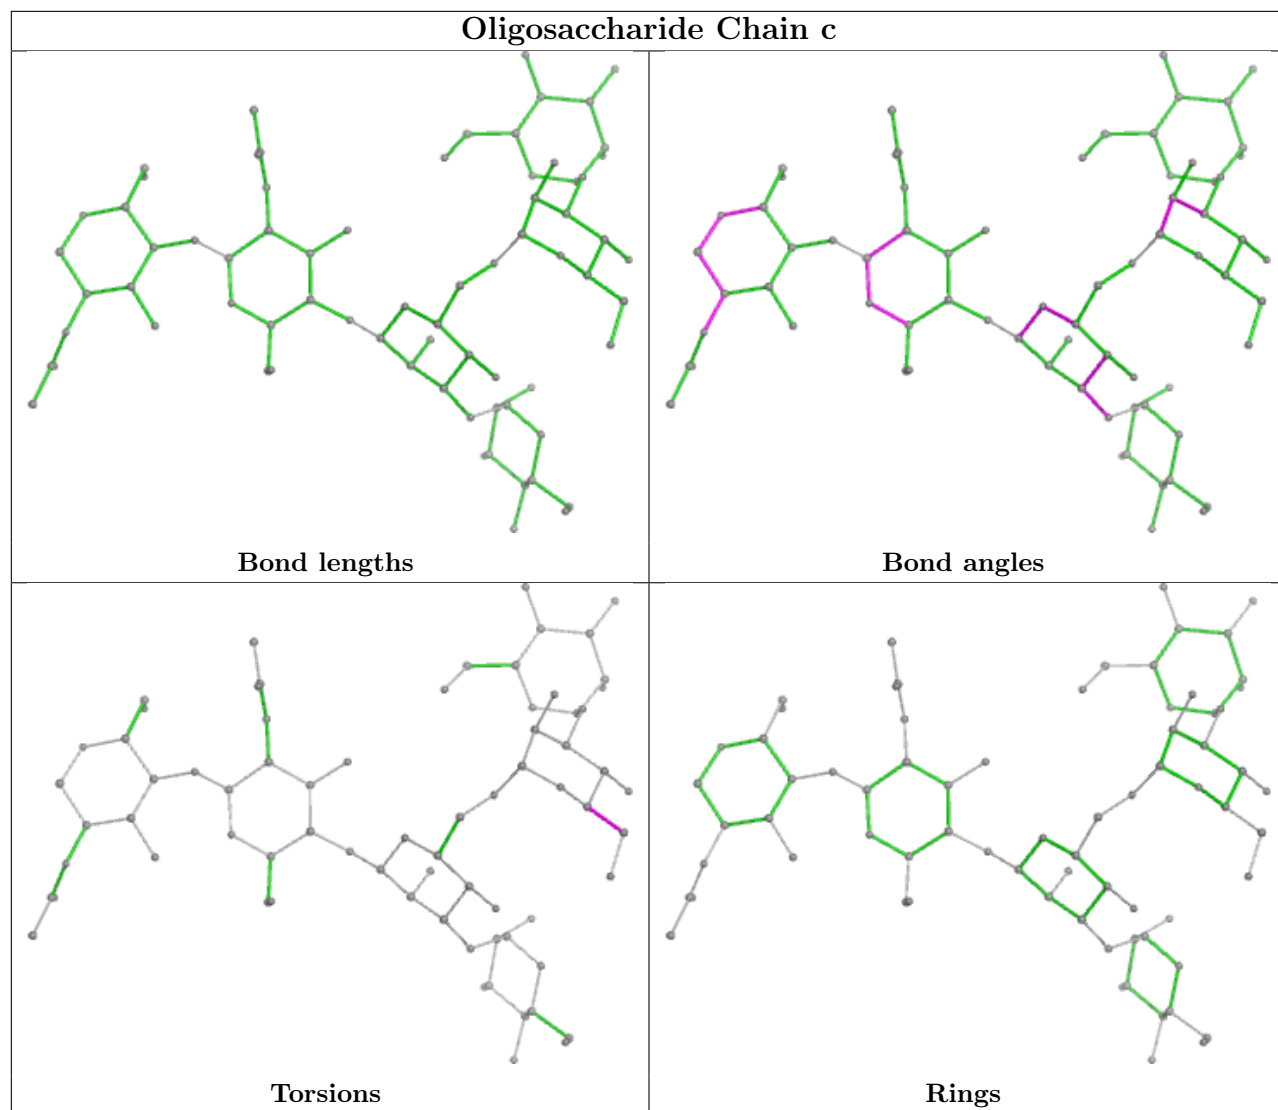 Oligosaccharide Chain c
Bond lengths
Bond angles
Torsions
Rings